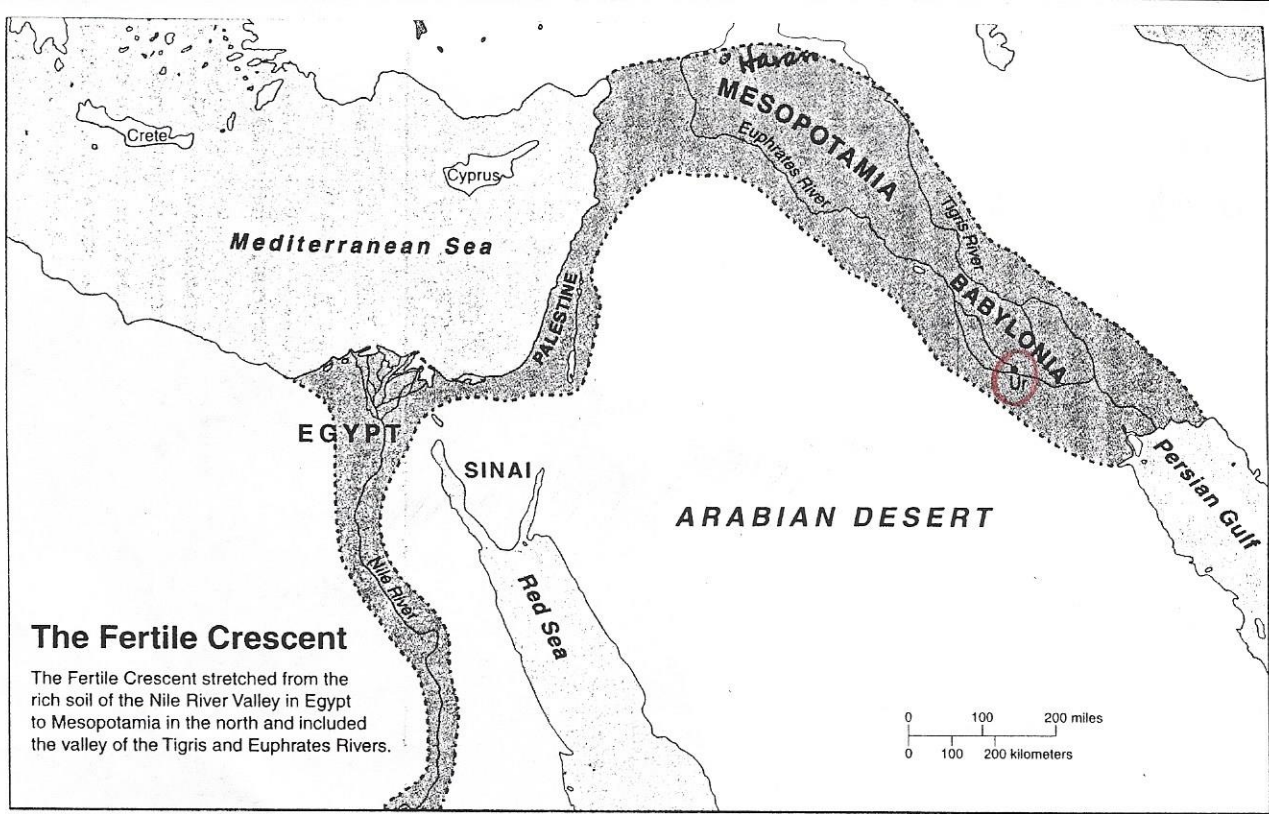 Haran
MESOPOTAMIA
Crete
Euphrates River
Cyprus
Tigris River
Mediterranean Sea
PALESTINE
BABYLONIA
Ur
EGYPT
SINAI
Persian Gulf
ARABIAN DESERT
Nile River
Red Sea
The Fertile Crescent
The Fertile Crescent stretched from the
rich soil of the Nile River Valley in Egypt
to Mesopotamia in the north and included
the valley of the Tigris and Euphrates Rivers.
0 100 200 miles
0 100 200 kilometers